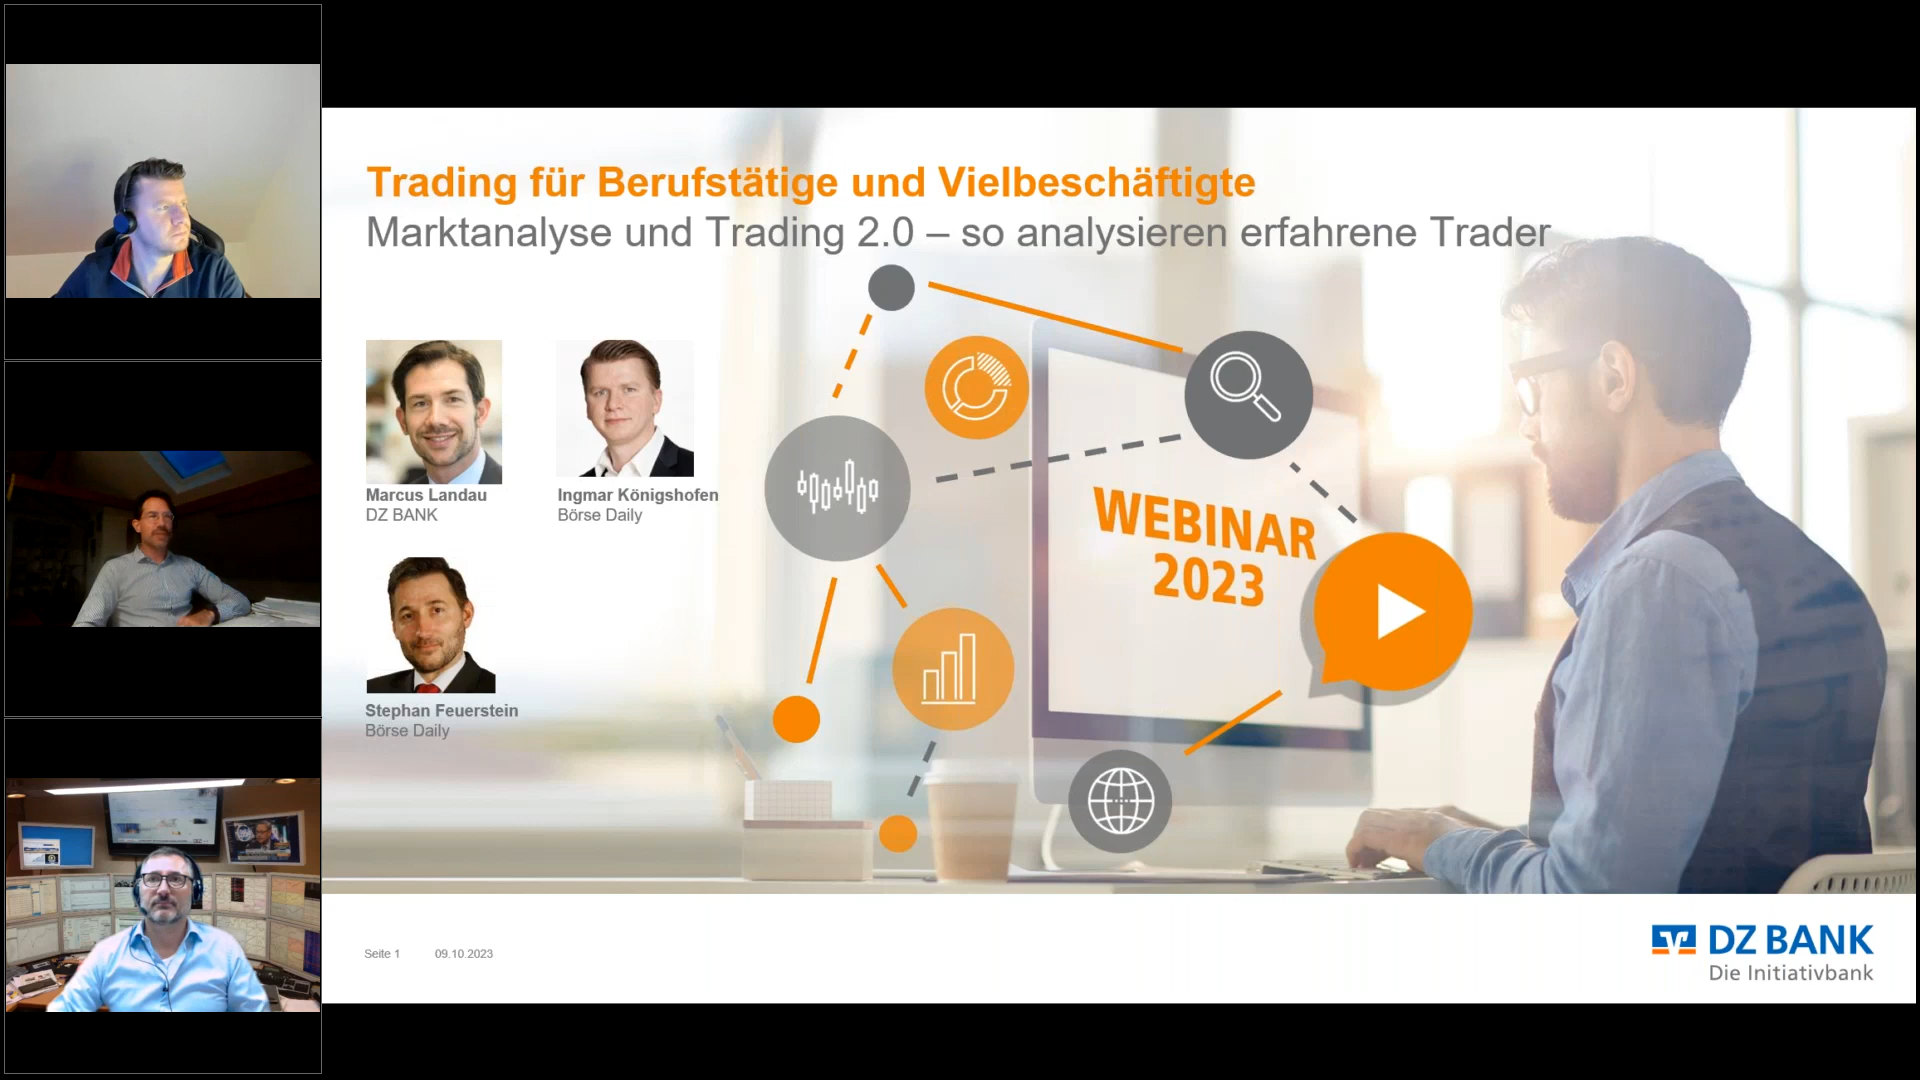 Trading für Berufstätige und Vielbeschäftigte
Marktanalyse und Trading 2.0 – so analysieren erfahrene Trader
Marcus Landau
DZ BANK
Ingmar Königshofen
Börse Daily
Stephan Feuerstein
Börse Daily
WEBINAR
2023
Seite 1
09.10.2023
DZ BANK
Die Initiativbank